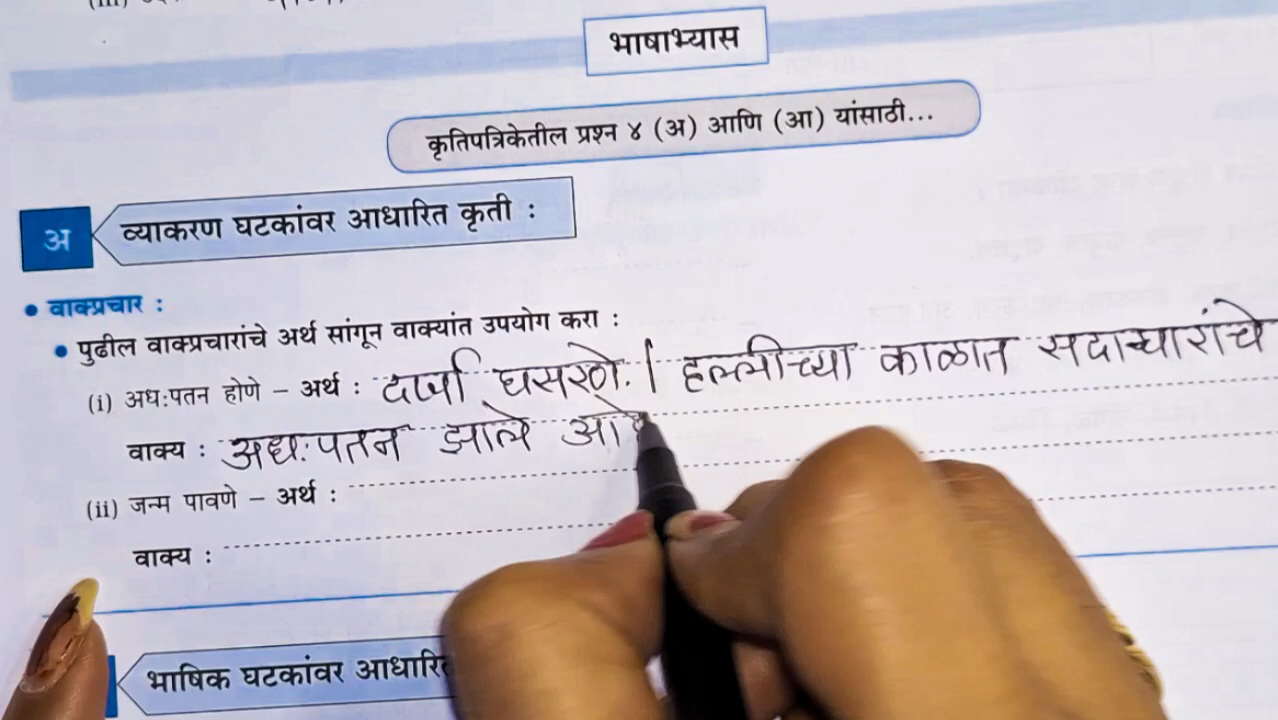 भाषाभ्यास
कृतिपत्रिकेतील प्रश्न ४ (अ) आणि (आ) यांसाठी...
अ व्याकरण घटकांवर आधारित कृती :
• वाक्प्रचार :
• पुढील वाक्प्रचारांचे अर्थ सांगून वाक्यांत उपयोग करा :
(i) अध:पतन होणे – अर्थ : दर्जा घसरणे. | हल्लीच्या काळात सदाचारांचे
वाक्य : अध:पतन झाले आहे
(ii) जन्म पावणे – अर्थ :
वाक्य :
भाषिक घटकांवर आधारित